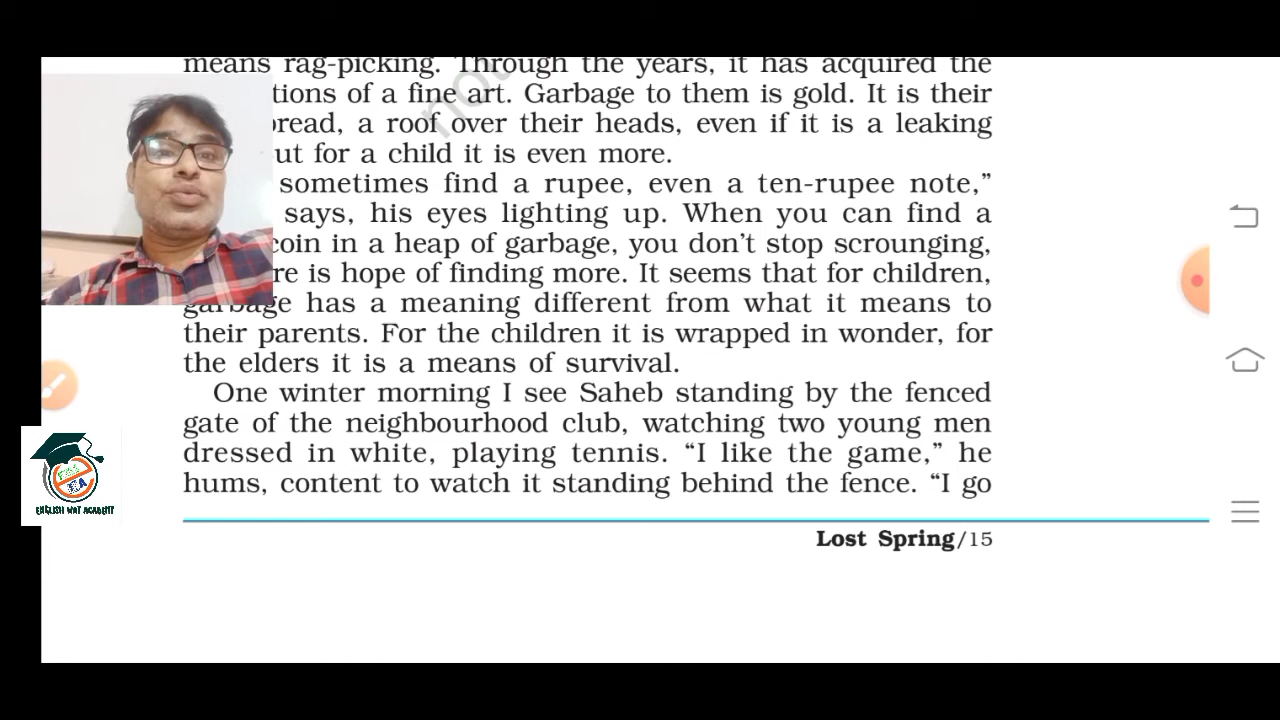 means rag-picking. Through the years, it has acquired the
tions of a fine art. Garbage to them is gold. It is their
bread, a roof over their heads, even if it is a leaking
ut for a child it is even more.
sometimes find a rupee, even a ten-rupee note,”
says, his eyes lighting up. When you can find a
coin in a heap of garbage, you don’t stop scrounging,
re is hope of finding more. It seems that for children,
garbage has a meaning different from what it means to
their parents. For the children it is wrapped in wonder, for
the elders it is a means of survival.
One winter morning I see Saheb standing by the fenced
gate of the neighbourhood club, watching two young men
dressed in white, playing tennis. “I like the game,” he
hums, content to watch it standing behind the fence. “I go
Lost Spring/15
not
ENGLISH WAT ACADEMY